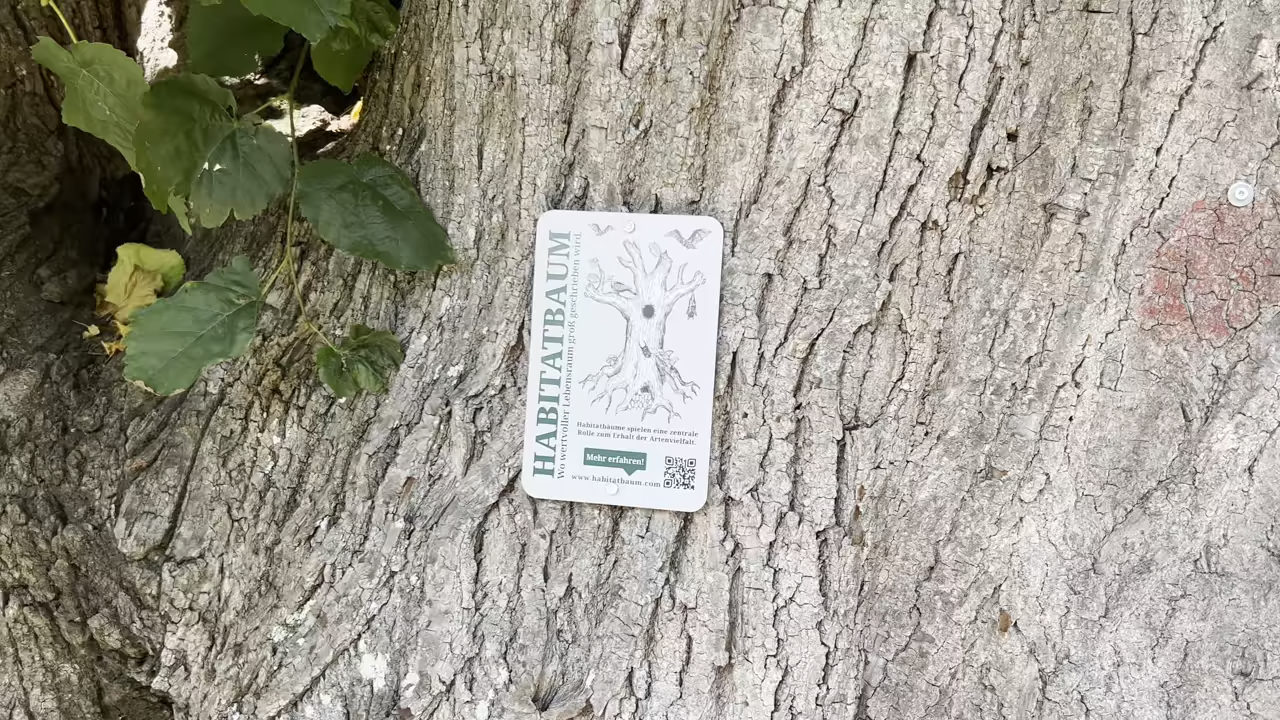 HABITATBAUM
Wo wertvoller Lebensraum groß geschrieben wird.
Habitatbäume spielen eine zentrale
Rolle zum Erhalt der Artenvielfalt.
Mehr erfahren!
www.habitatbaum.com